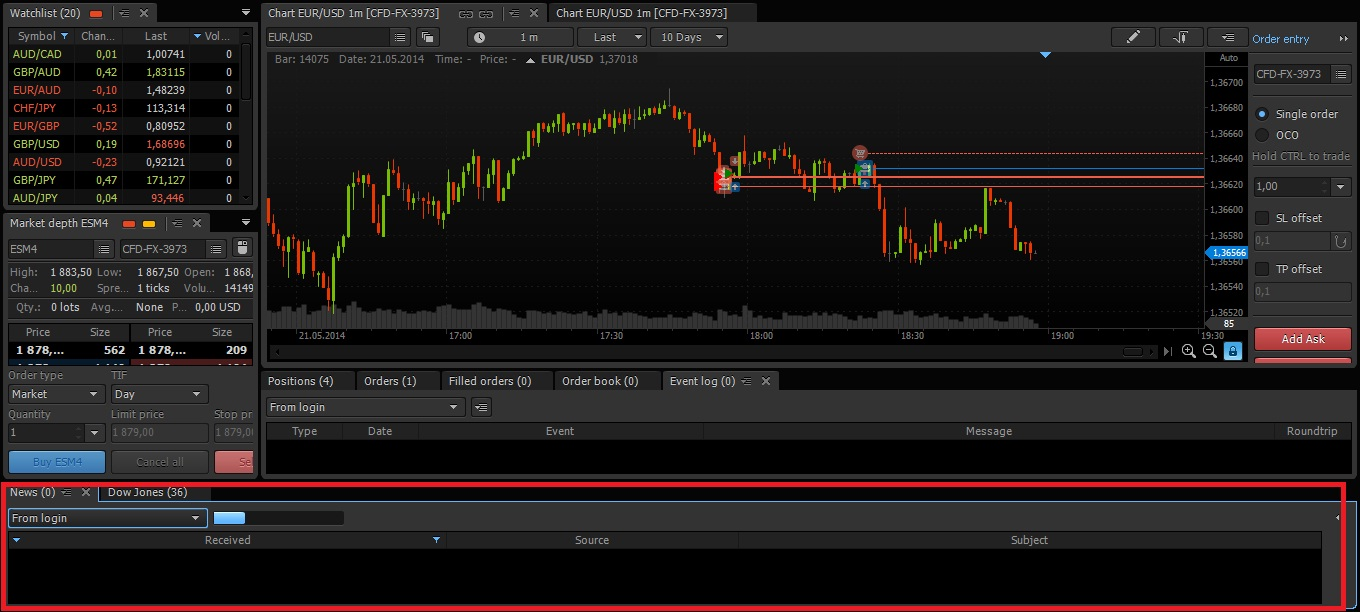 Watchlist (20)
Symbol Chan... Last Vol...
AUD/CAD 0,01 1,00741 0
GBP/AUD 0,42 1,83115 0
EUR/AUD -0,10 1,48239 0
CHF/JPY -0,13 113,314 0
EUR/GBP -0,52 0,80952 0
GBP/USD 0,19 1,68696 0
AUD/USD -0,23 0,92121 0
GBP/JPY 0,47 171,127 0
AUD/JPY 0,04 93,446 0
Market depth ESM4
ESM4 CFD-FX-3973
High: 1 883,50 Low: 1 867,50 Open: 1 868,
Cha... 10,00 Spre... 1 ticks Volu... 14149
Qty.: 0 lots Avg.... None P... 0,00 USD
Price Size Price Size
1 878,... 562 1 878,... 209
Order type TIF
Market Day
Quantity Limit price Stop pr
1 1 879,00 1 879,0
Buy ESM4 Cancel all Se
Chart EUR/USD 1m [CFD-FX-3973] Chart EUR/USD 1m [CFD-FX-3973]
EUR/USD 1 m Last 10 Days
Bar: 14075 Date: 21.05.2014 Time: - Price: - EUR/USD 1,37018
Auto
1,36700
1,36680
1,36660
1,36640
1,36620
1,36600
1,36580
1,36566
1,36560
1,36540
1,36520
85
21.05.2014 17:00 17:30 18:00 18:30 19:00 19:30
Order entry
CFD-FX-3973
Single order
OCO
Hold CTRL to trade
1,00
SL offset
0,1
TP offset
0,1
Add Ask
Positions (4) Orders (1) Filled orders (0) Order book (0) Event log (0)
From login
Type Date Event Message Roundtrip
News (0) Dow Jones (36)
From login
Received Source Subject